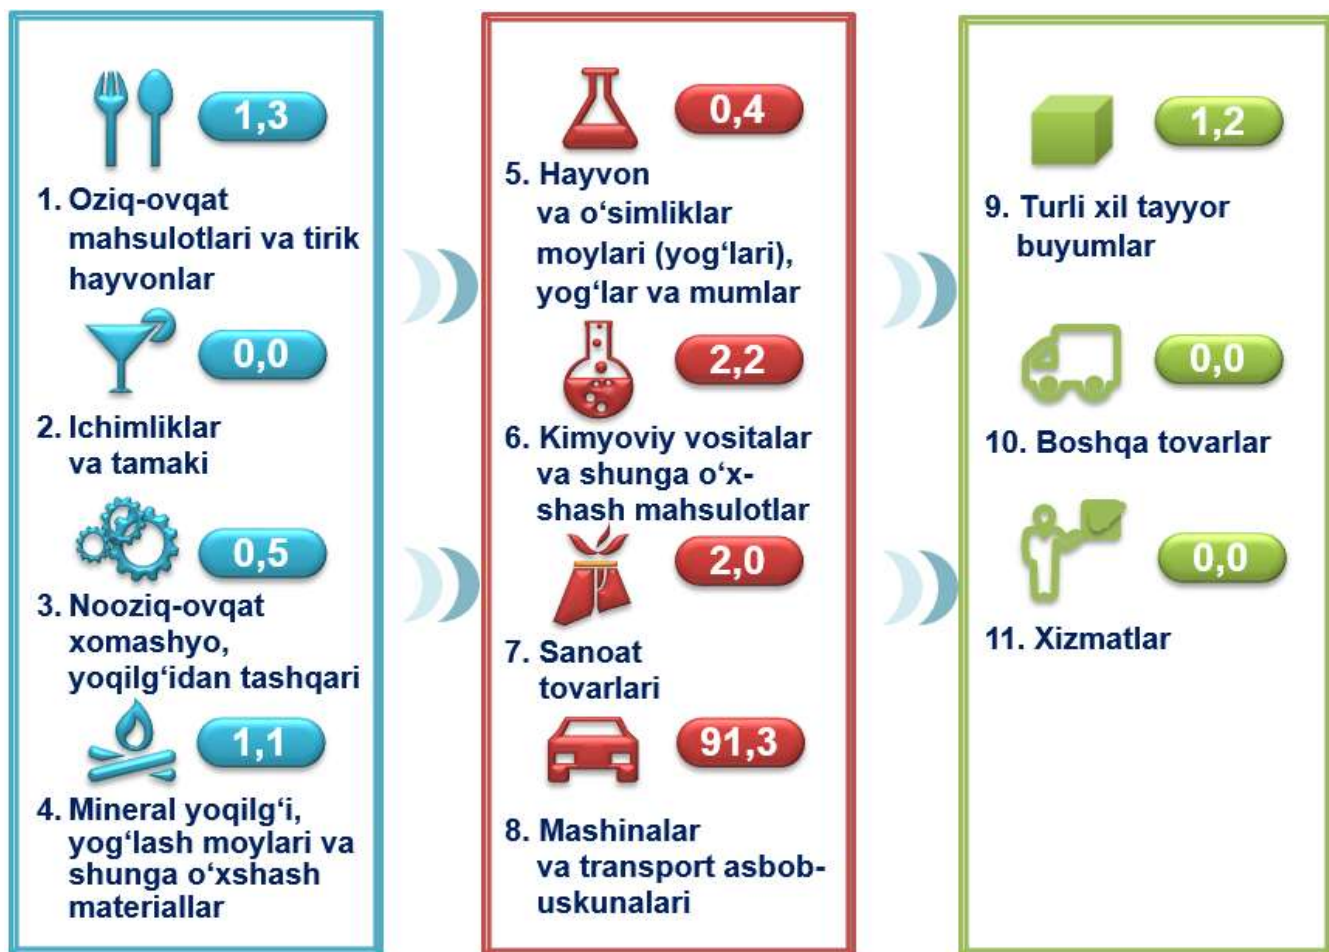 1,3
1. Oziq-ovqat
mahsulotlari va tirik
hayvonlar
0,0
2. Ichimliklar
va tamaki
0,5
3. Nooziq-ovqat
xomashyo,
yoqilg‘idan tashqari
1,1
4. Mineral yoqilg‘i,
yog‘lash moylari va
shunga o‘xshash
materiallar
0,4
5. Hayvon
va o‘simliklar
moylari (yog‘lari),
yog‘lar va mumlar
2,2
6. Kimyoviy vositalar
va shunga o‘x-
shash mahsulotlar
2,0
7. Sanoat
tovarlari
91,3
8. Mashinalar
va transport asbob-
uskunalari
1,2
9. Turli xil tayyor
buyumlar
0,0
10. Boshqa tovarlar
0,0
11. Xizmatlar